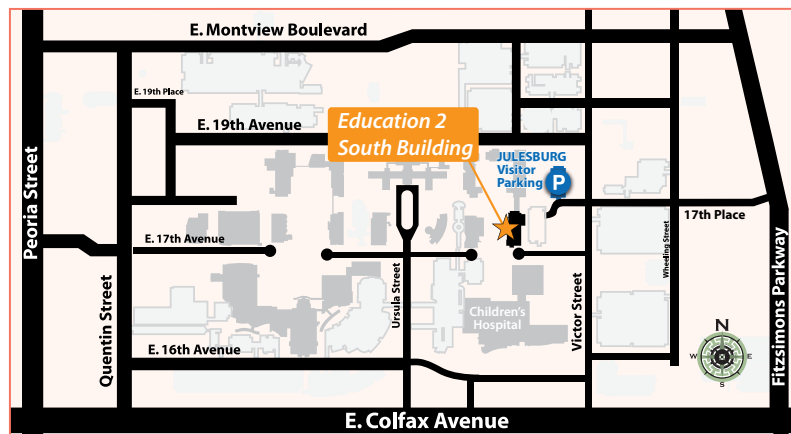 E. Montview Boulevard
E. 19th Place
E. 19th Avenue
Education 2
South Building
JULESBURG
Visitor
Parking
P
17th Place
Peoria Street
E. 17th Avenue
Quentin Street
Ursula Street
Children's
Hospital
Victor Street
Wheeling Street
Fitzsimons Parkway
N
W
E
S
E. 16th Avenue
E. Colfax Avenue